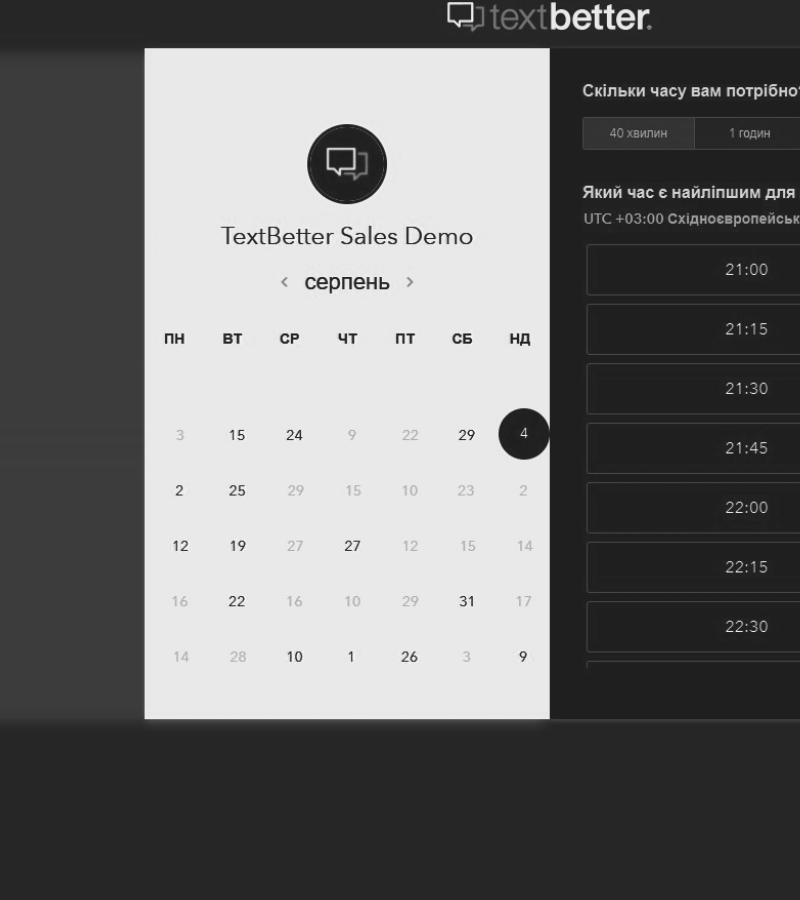 textbetter.
TextBetter Sales Demo
< серпень >
ПН ВТ СР ЧТ ПТ СБ НД
3 15 24 9 22 29 4
2 25 29 15 10 23 2
12 19 27 27 12 15 14
16 22 16 10 29 31 17
14 28 10 1 26 3 9
Скільки часу вам потрібно?
40 хвилин 1 годин
Який час є найліпшим для
UTC +03:00
21:00
21:15
21:30
21:45
22:00
22:15
22:30